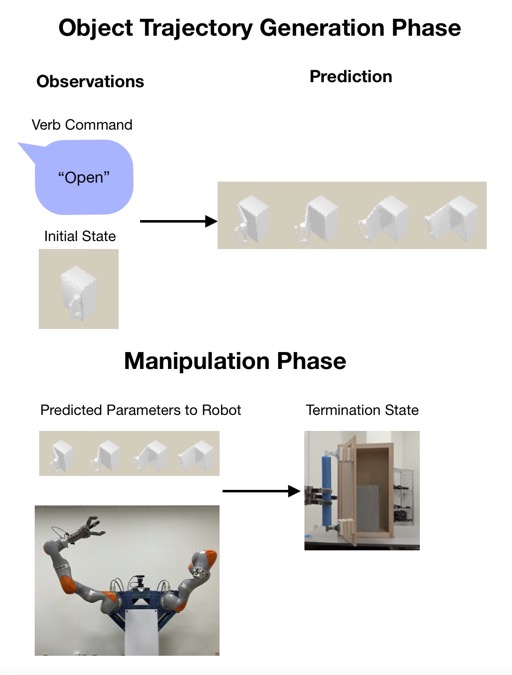 Object Trajectory Generation Phase
Observations
Prediction
Verb Command
“Open”
Initial State
Manipulation Phase
Predicted Parameters to Robot
Termination State